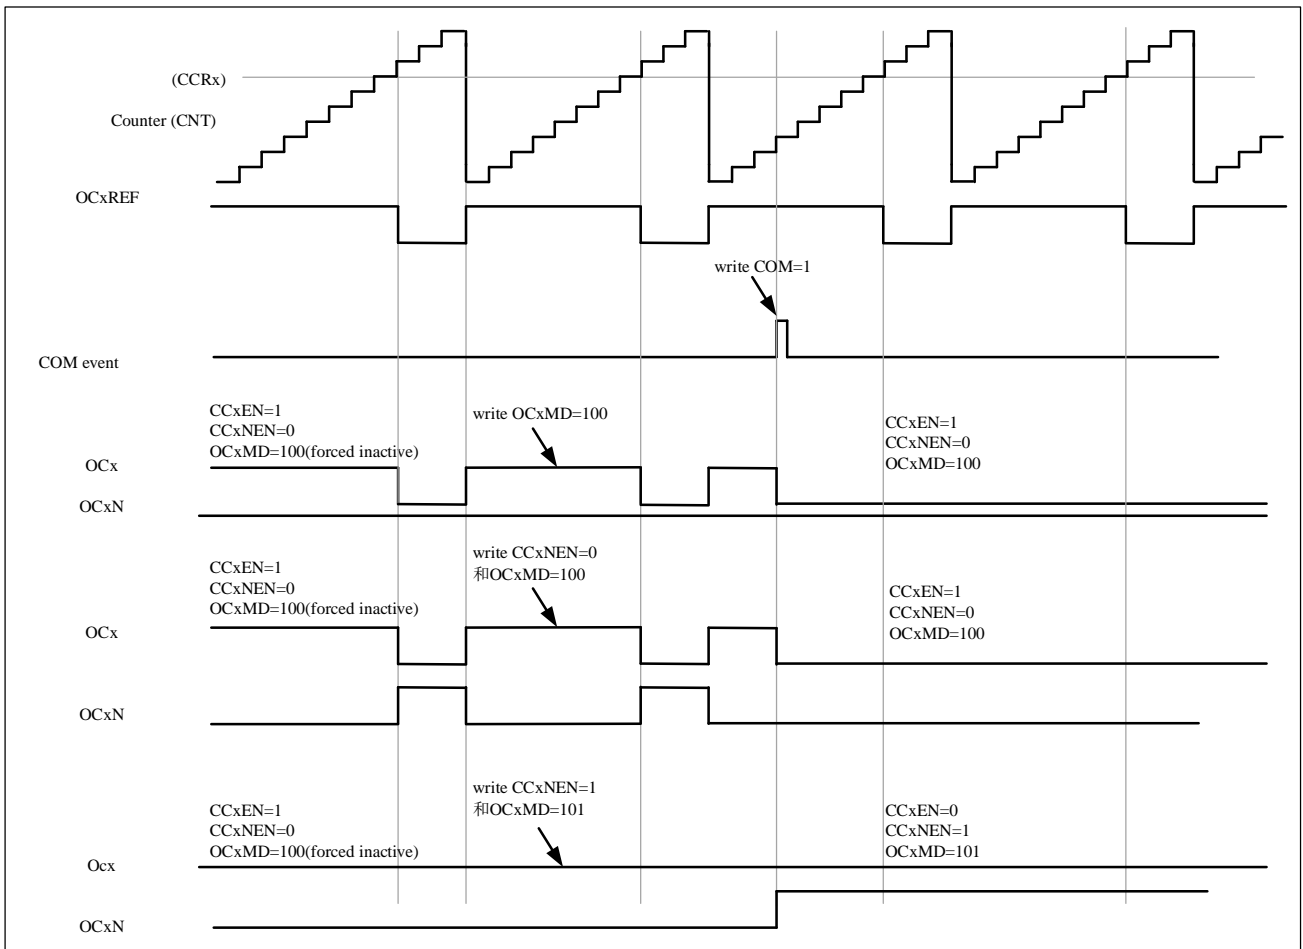 (CCRx)
Counter (CNT)
OCxREF
write COM=1
COM event
CCxEN=1
CCxNEN=0
OCxMD=100(forced inactive)
write OCxMD=100
CCxEN=1
CCxNEN=0
OCxMD=100
OCx
OCxN
CCxEN=1
CCxNEN=0
OCxMD=100(forced inactive)
write CCxNEN=0
和OCxMD=100
CCxEN=1
CCxNEN=0
OCxMD=100
OCx
OCxN
CCxEN=1
CCxNEN=0
OCxMD=100(forced inactive)
write CCxNEN=1
和OCxMD=101
CCxEN=0
CCxNEN=1
OCxMD=101
Ocx
OCxN